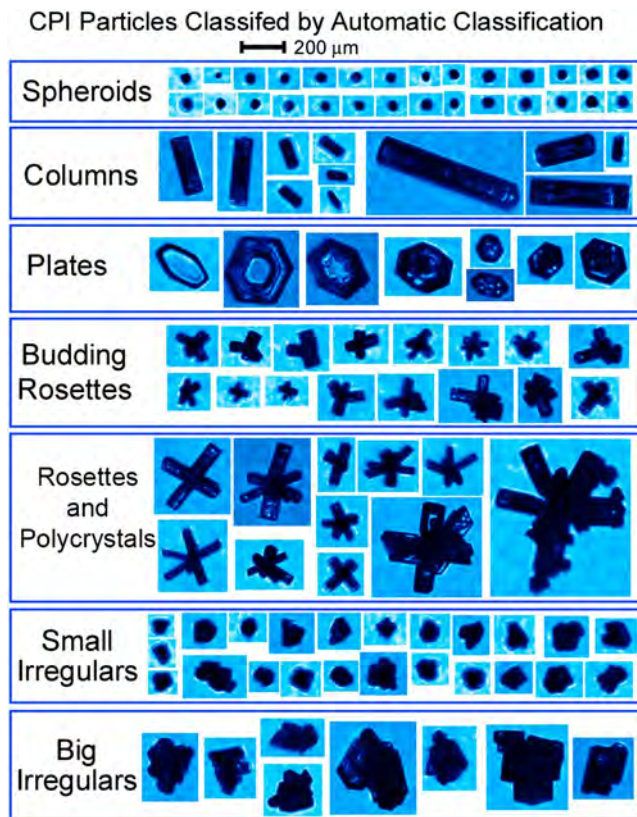 CPI Particles Classifed by Automatic Classification
200 μm
Spheroids
Columns
Plates
Budding
Rosettes
Rosettes
and
Polycrystals
Small
Irregulars
Big
Irregulars